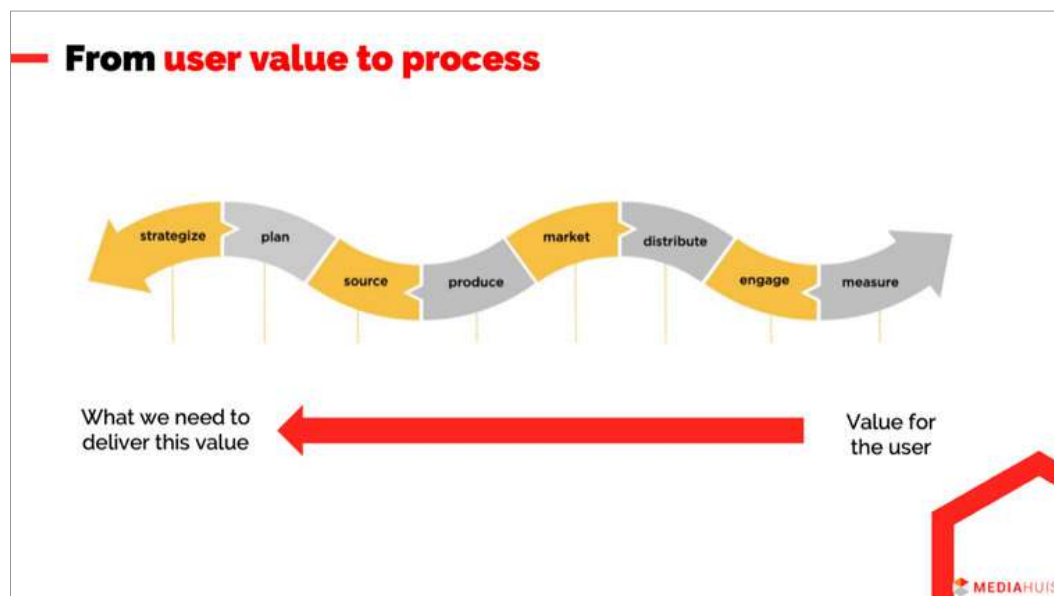 From user value to process
strategize
plan
source
produce
market
distribute
engage
measure
What we need to
deliver this value
Value for
the user
MEDIAHUIS